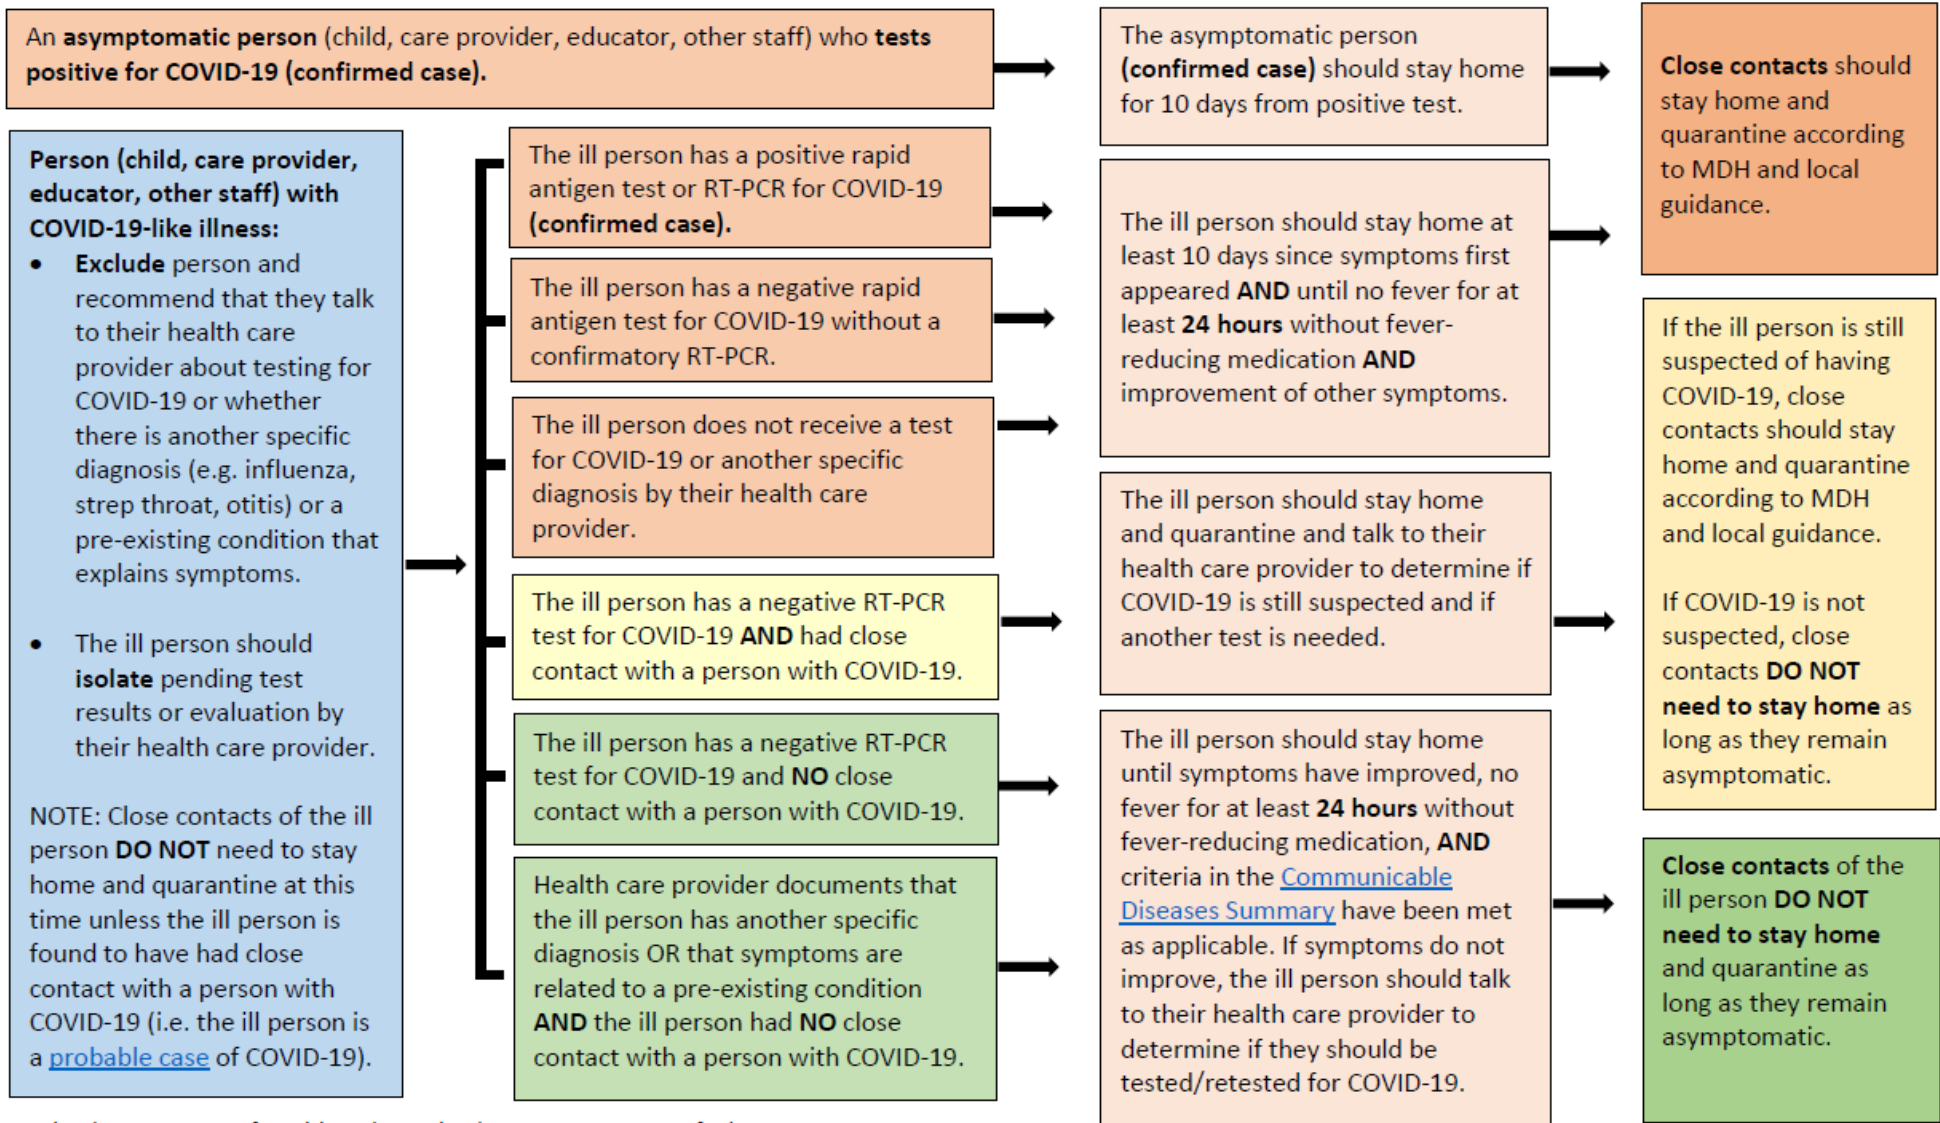 An asymptomatic person (child, care provider, educator, other staff) who tests
positive for COVID-19 (confirmed case).
The asymptomatic person
(confirmed case) should stay home
for 10 days from positive test.
Close contacts should
stay home and
quarantine according
to MDH and local
guidance.
Person (child, care provider,
educator, other staff) with
COVID-19-like illness:
• Exclude person and
recommend that they talk
to their health care
provider about testing for
COVID-19 or whether
there is another specific
diagnosis (e.g. influenza,
strep throat, otitis) or a
pre-existing condition that
explains symptoms.
• The ill person should
isolate pending test
results or evaluation by
their health care provider.
NOTE: Close contacts of the ill
person DO NOT need to stay
home and quarantine at this
time unless the ill person is
found to have had close
contact with a person with
COVID-19 (i.e. the ill person is
a probable case of COVID-19).
The ill person has a positive rapid
antigen test or RT-PCR for COVID-19
(confirmed case).
The ill person has a negative rapid
antigen test for COVID-19 without a
confirmatory RT-PCR.
The ill person does not receive a test
for COVID-19 or another specific
diagnosis by their health care
provider.
The ill person has a negative RT-PCR
test for COVID-19 AND had close
contact with a person with COVID-19.
The ill person has a negative RT-PCR
test for COVID-19 and NO close
contact with a person with COVID-19.
Health care provider documents that
the ill person has another specific
diagnosis OR that symptoms are
related to a pre-existing condition
AND the ill person had NO close
contact with a person with COVID-19.
The ill person should stay home at
least 10 days since symptoms first
appeared AND until no fever for at
least 24 hours without fever-
reducing medication AND
improvement of other symptoms.
The ill person should stay home
and quarantine and talk to their
health care provider to determine if
COVID-19 is still suspected and if
another test is needed.
The ill person should stay home
until symptoms have improved, no
fever for at least 24 hours without
fever-reducing medication, AND
criteria in the Communicable
Diseases Summary have been met
as applicable. If symptoms do not
improve, the ill person should talk
to their health care provider to
determine if they should be
tested/retested for COVID-19.
If the ill person is still
suspected of having
COVID-19, close
contacts should stay
home and quarantine
according to MDH
and local guidance.
If COVID-19 is not
suspected, close
contacts DO NOT
need to stay home as
long as they remain
asymptomatic.
Close contacts of the
ill person DO NOT
need to stay home
and quarantine as
long as they remain
asymptomatic.